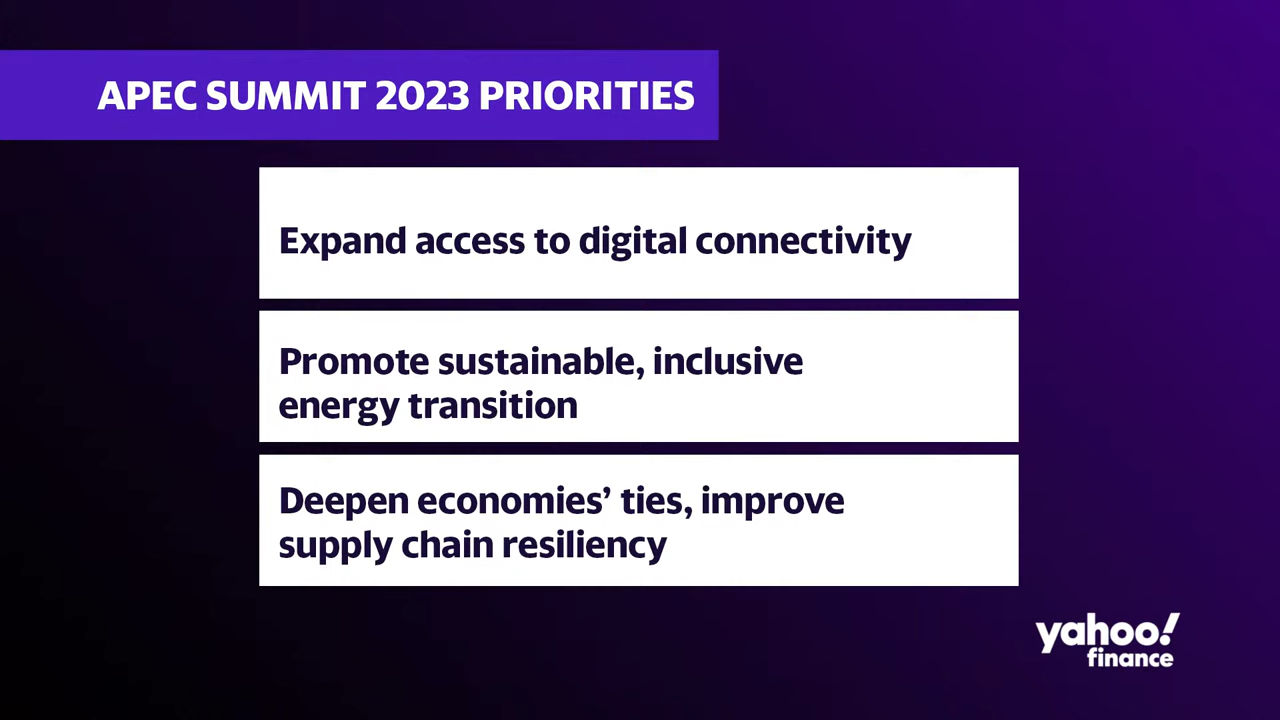 APEC SUMMIT 2023 PRIORITIES
Expand access to digital connectivity
Promote sustainable, inclusive
energy transition
Deepen economies’ ties, improve
supply chain resiliency
yahoo!
finance